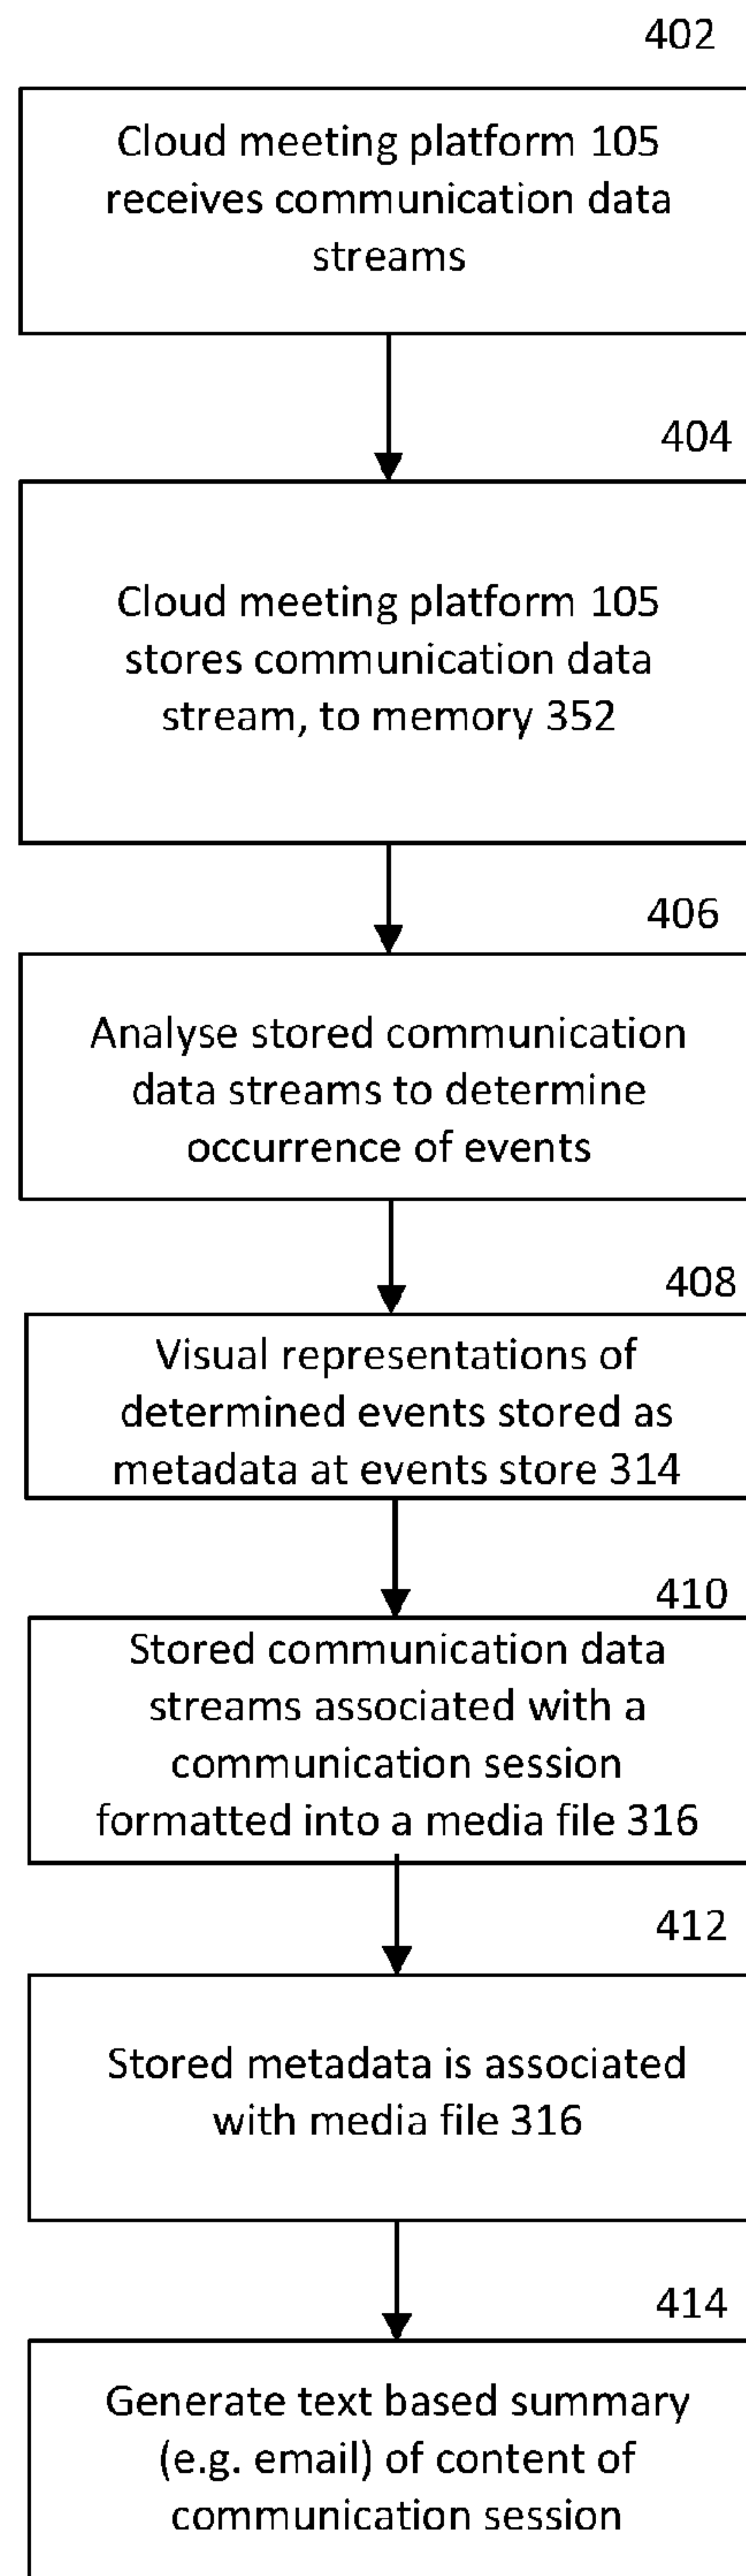 402
Cloud meeting platform 105
receives communication data
streams
404
Cloud meeting platform 105
stores communication data
stream, to memory 352
406
Analyse stored communication
data streams to determine
occurrence of events
408
Visual representations of
determined events stored as
metadata at events store 314
410
Stored communication data
streams associated with a
communication session
formatted into a media file 316
412
Stored metadata is associated
with media file 316
414
Generate text based summary
(e.g. email) of content of
communication session